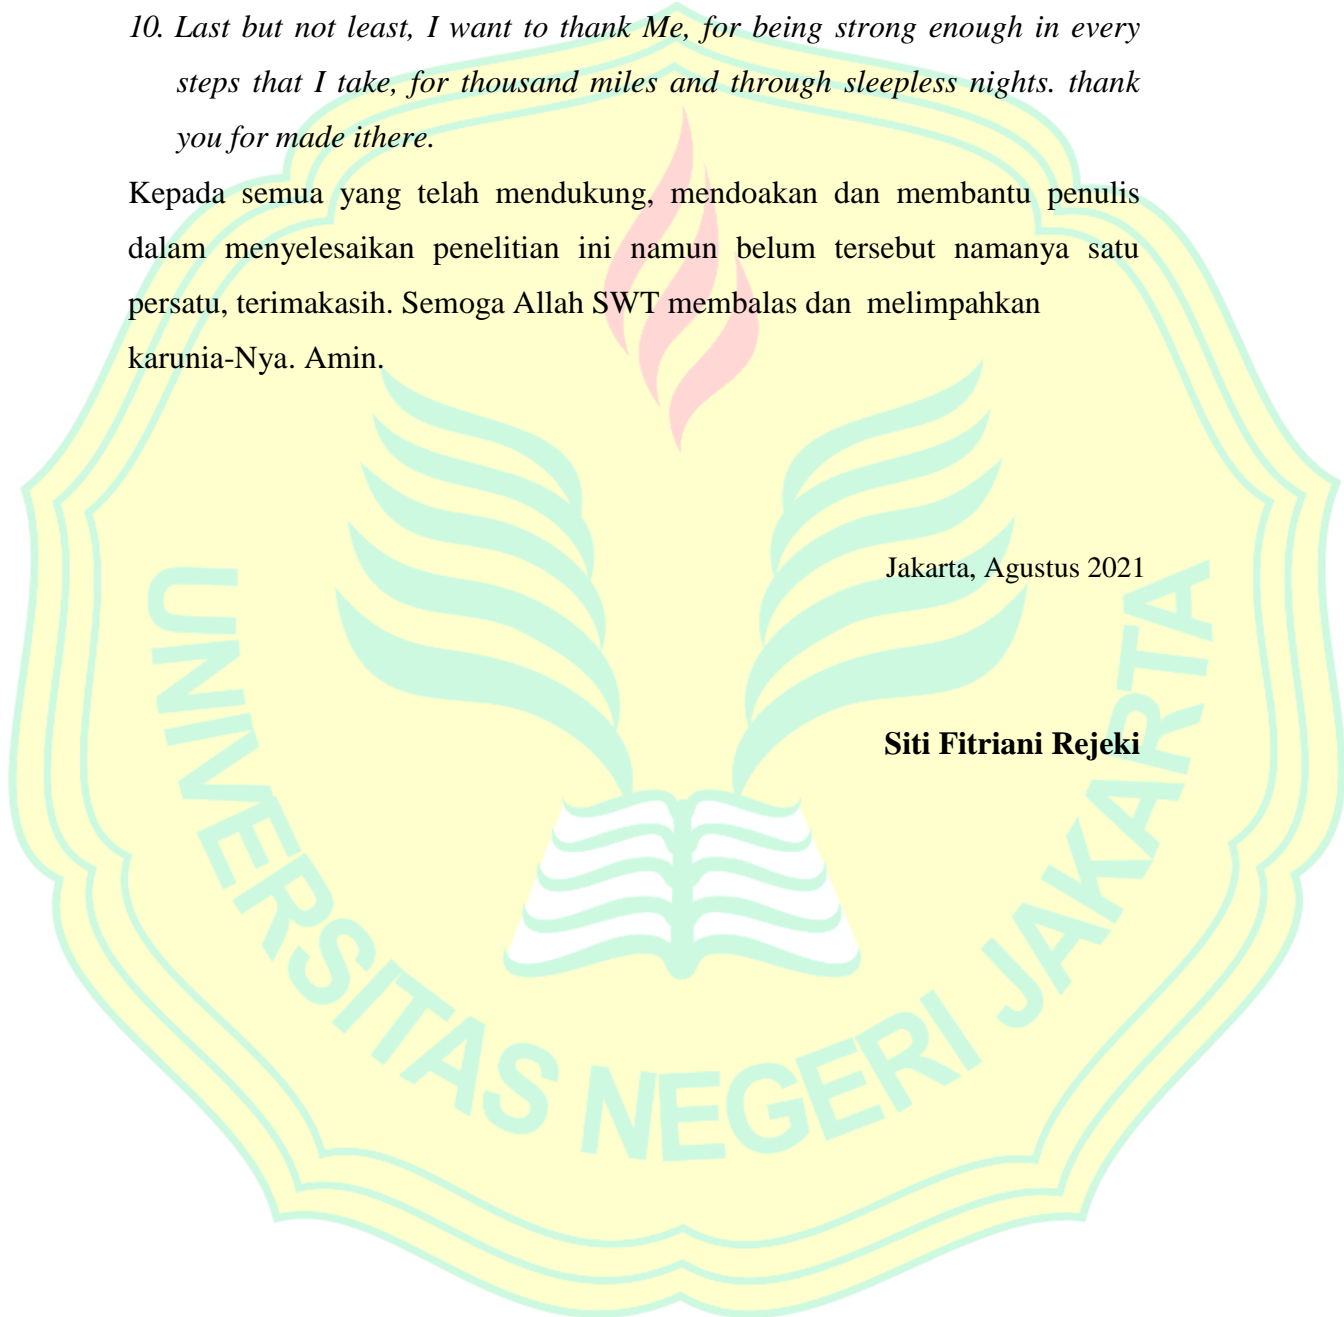 10. Last but not least, I want to thank Me, for being strong enough in every
steps that I take, for thousand miles and through sleepless nights. thank
you for made ithere.
Kepada semua yang telah mendukung, mendoakan dan membantu penulis
dalam menyelesaikan penelitian ini namun belum tersebut namanya satu
persatu, terimakasih. Semoga Allah SWT membalas dan melimpahkan
karunia-Nya. Amin.
Jakarta, Agustus 2021
Siti Fitriani Rejeki
UNIVERSITAS NEGERI JAKARTA